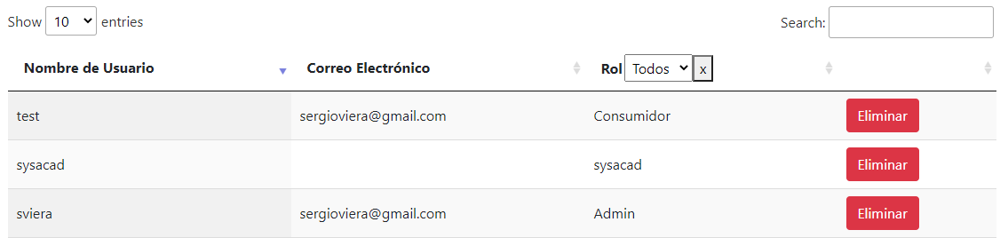 Show 10 entries Search:
Nombre de Usuario Correo Electrónico Rol Todos x
test sergioviera@gmail.com Consumidor Eliminar
sysacad sysacad Eliminar
sviera sergioviera@gmail.com Admin Eliminar